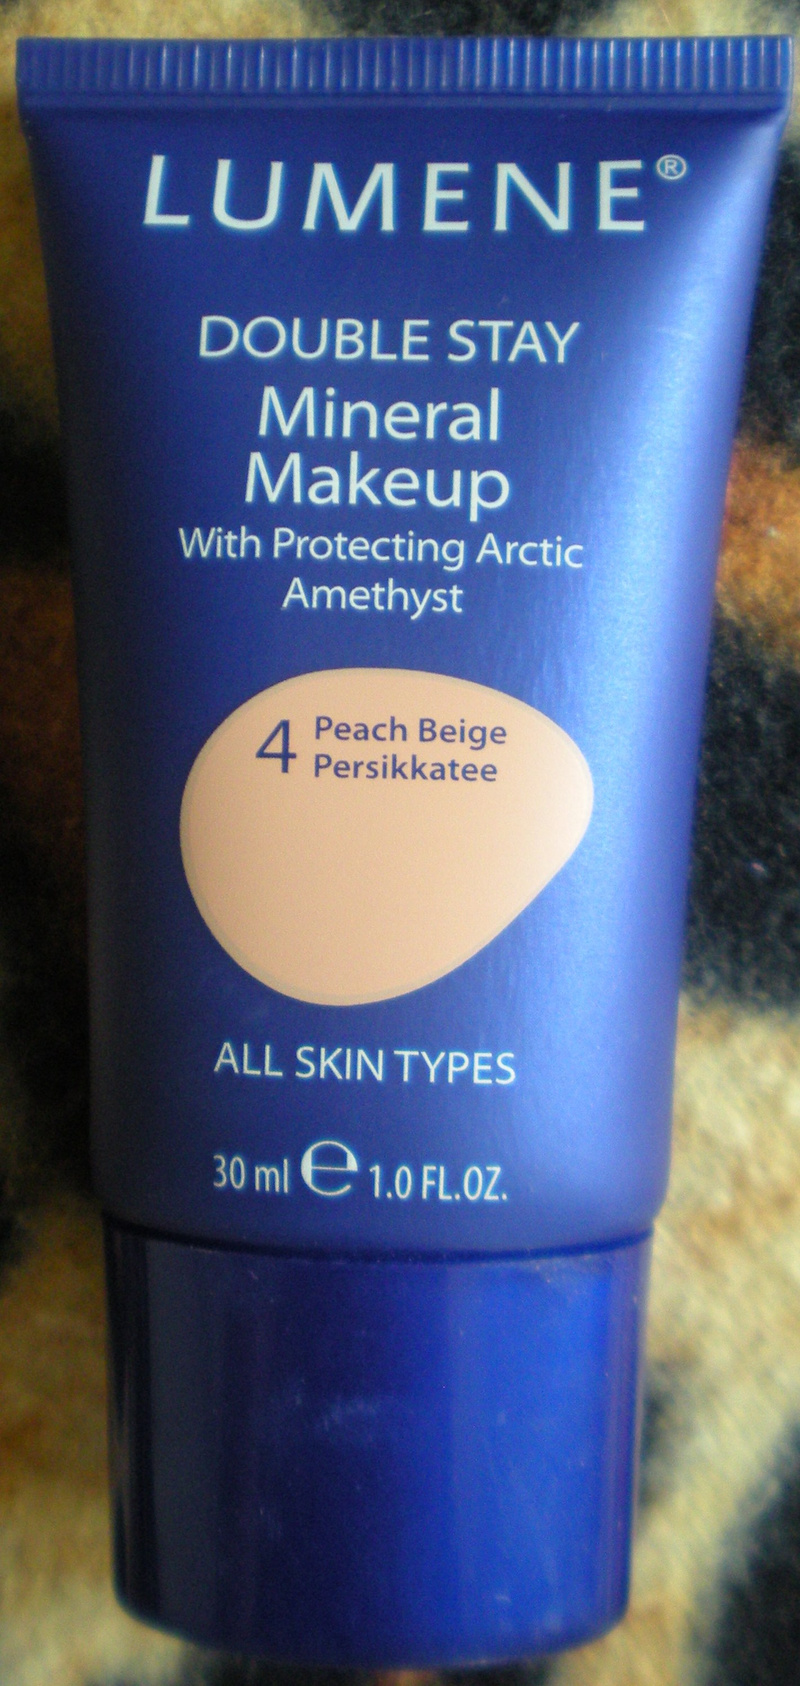 LUMENE®
DOUBLE STAY
Mineral
Makeup
With Protecting Arctic
Amethyst
4 Peach Beige
Persikkatee
ALL SKIN TYPES
30 ml ℮ 1.0 FL.OZ.